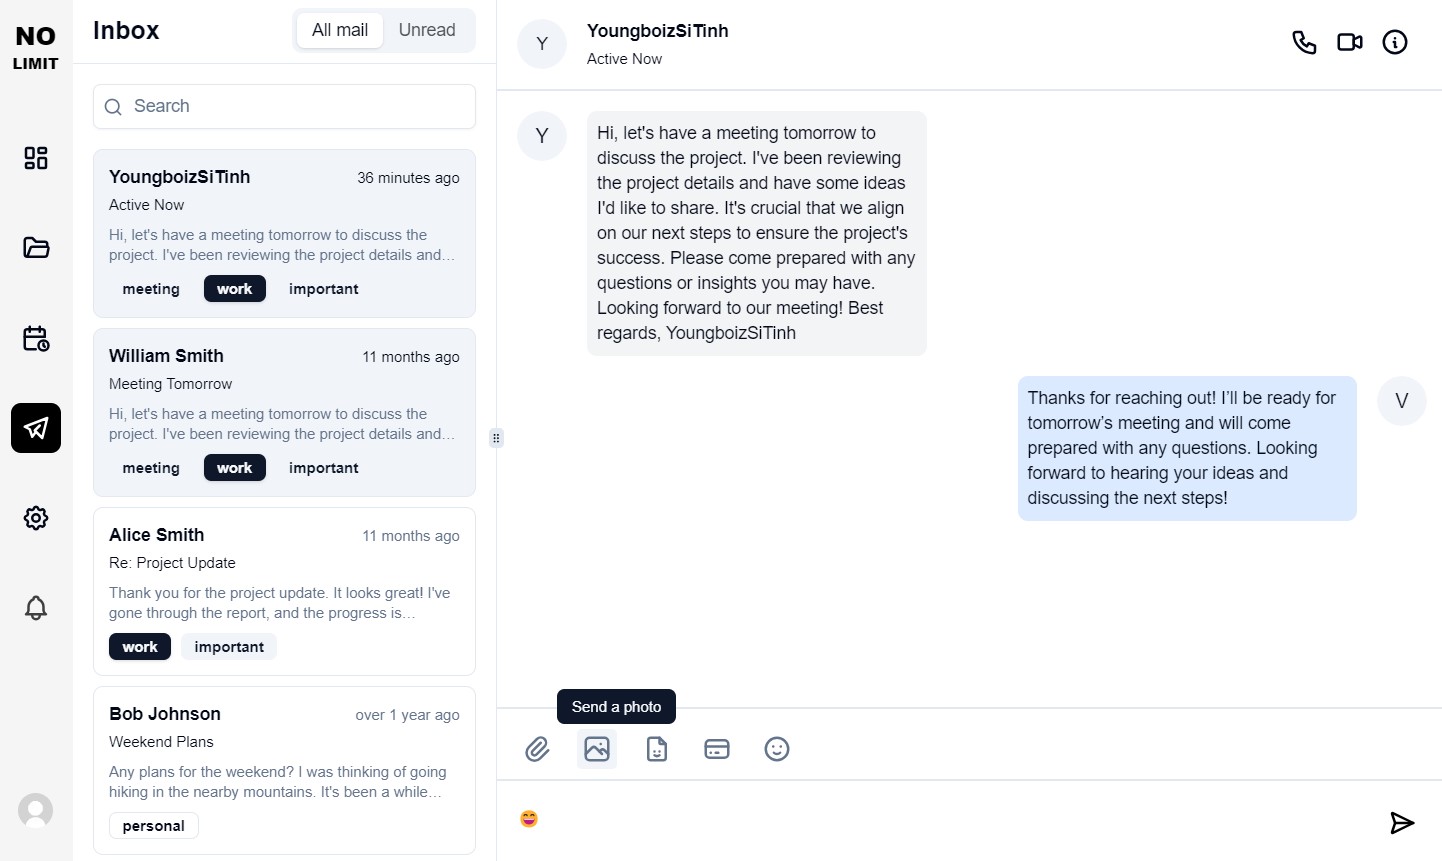 NO
LIMIT
Inbox
All mail
Unread
Search
YoungboizSiTinh
36 minutes ago
Active Now
Hi, let's have a meeting tomorrow to discuss the
project. I've been reviewing the project details and...
meeting
work
important
William Smith
11 months ago
Meeting Tomorrow
Hi, let's have a meeting tomorrow to discuss the
project. I've been reviewing the project details and...
meeting
work
important
Alice Smith
11 months ago
Re: Project Update
Thank you for the project update. It looks great! I've
gone through the report, and the progress is...
work
important
Bob Johnson
over 1 year ago
Weekend Plans
Any plans for the weekend? I was thinking of going
hiking in the nearby mountains. It's been a while...
personal
Y
YoungboizSiTinh
Active Now
Y
Hi, let's have a meeting tomorrow to
discuss the project. I've been reviewing
the project details and have some ideas
I'd like to share. It's crucial that we align
on our next steps to ensure the project's
success. Please come prepared with any
questions or insights you may have.
Looking forward to our meeting! Best
regards, YoungboizSiTinh
Thanks for reaching out! I’ll be ready for
tomorrow’s meeting and will come
prepared with any questions. Looking
forward to hearing your ideas and
discussing the next steps!
V
Send a photo
😄